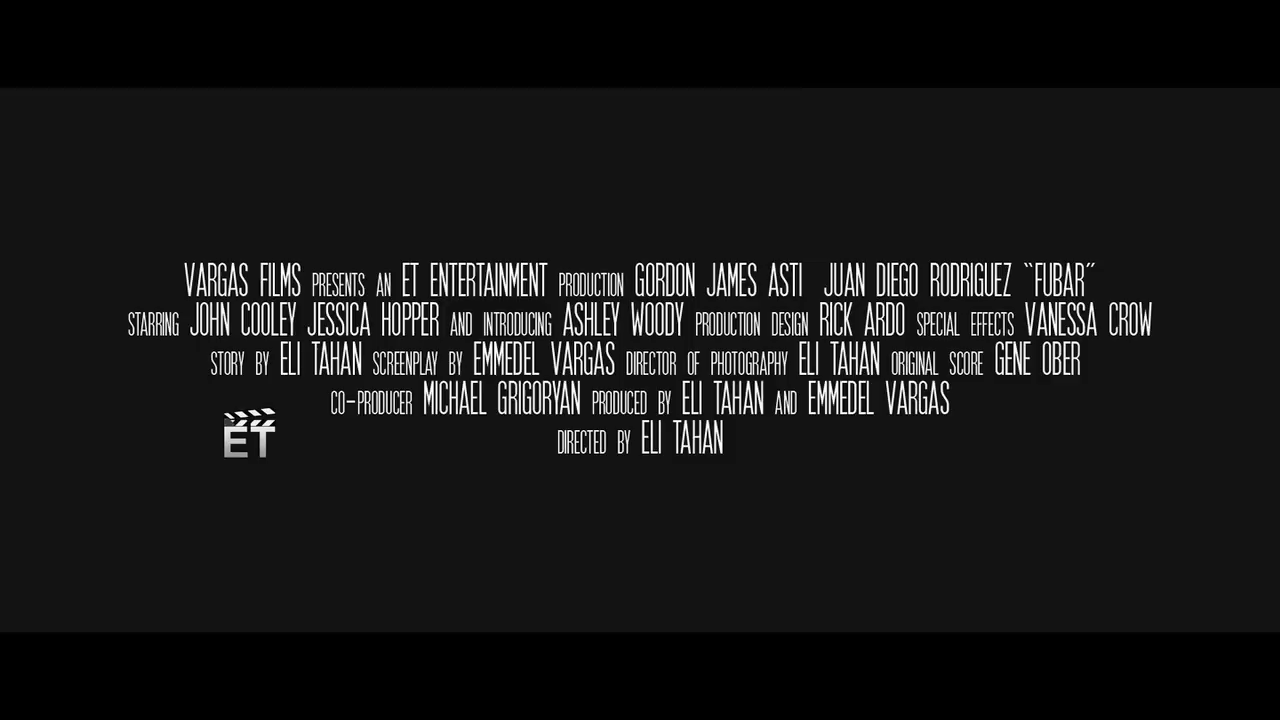 VARGAS FILMS PRESENTS AN ET ENTERTAINMENT PRODUCTION GORDON JAMES ASTI JUAN DIEGO RODRIGUEZ "FUBAR"
STARRING JOHN COOLEY JESSICA HOPPER AND INTRODUCING ASHLEY WOODY PRODUCTION DESIGN RICK ARDO SPECIAL EFFECTS VANESSA CROW
STORY BY ELI TAHAN SCREENPLAY BY EMMEDEL VARGAS DIRECTOR OF PHOTOGRAPHY ELI TAHAN ORIGINAL SCORE GENE OBER
CO-PRODUCER MICHAEL GRIGORYAN PRODUCED BY ELI TAHAN AND EMMEDEL VARGAS
DIRECTED BY ELI TAHAN
ET